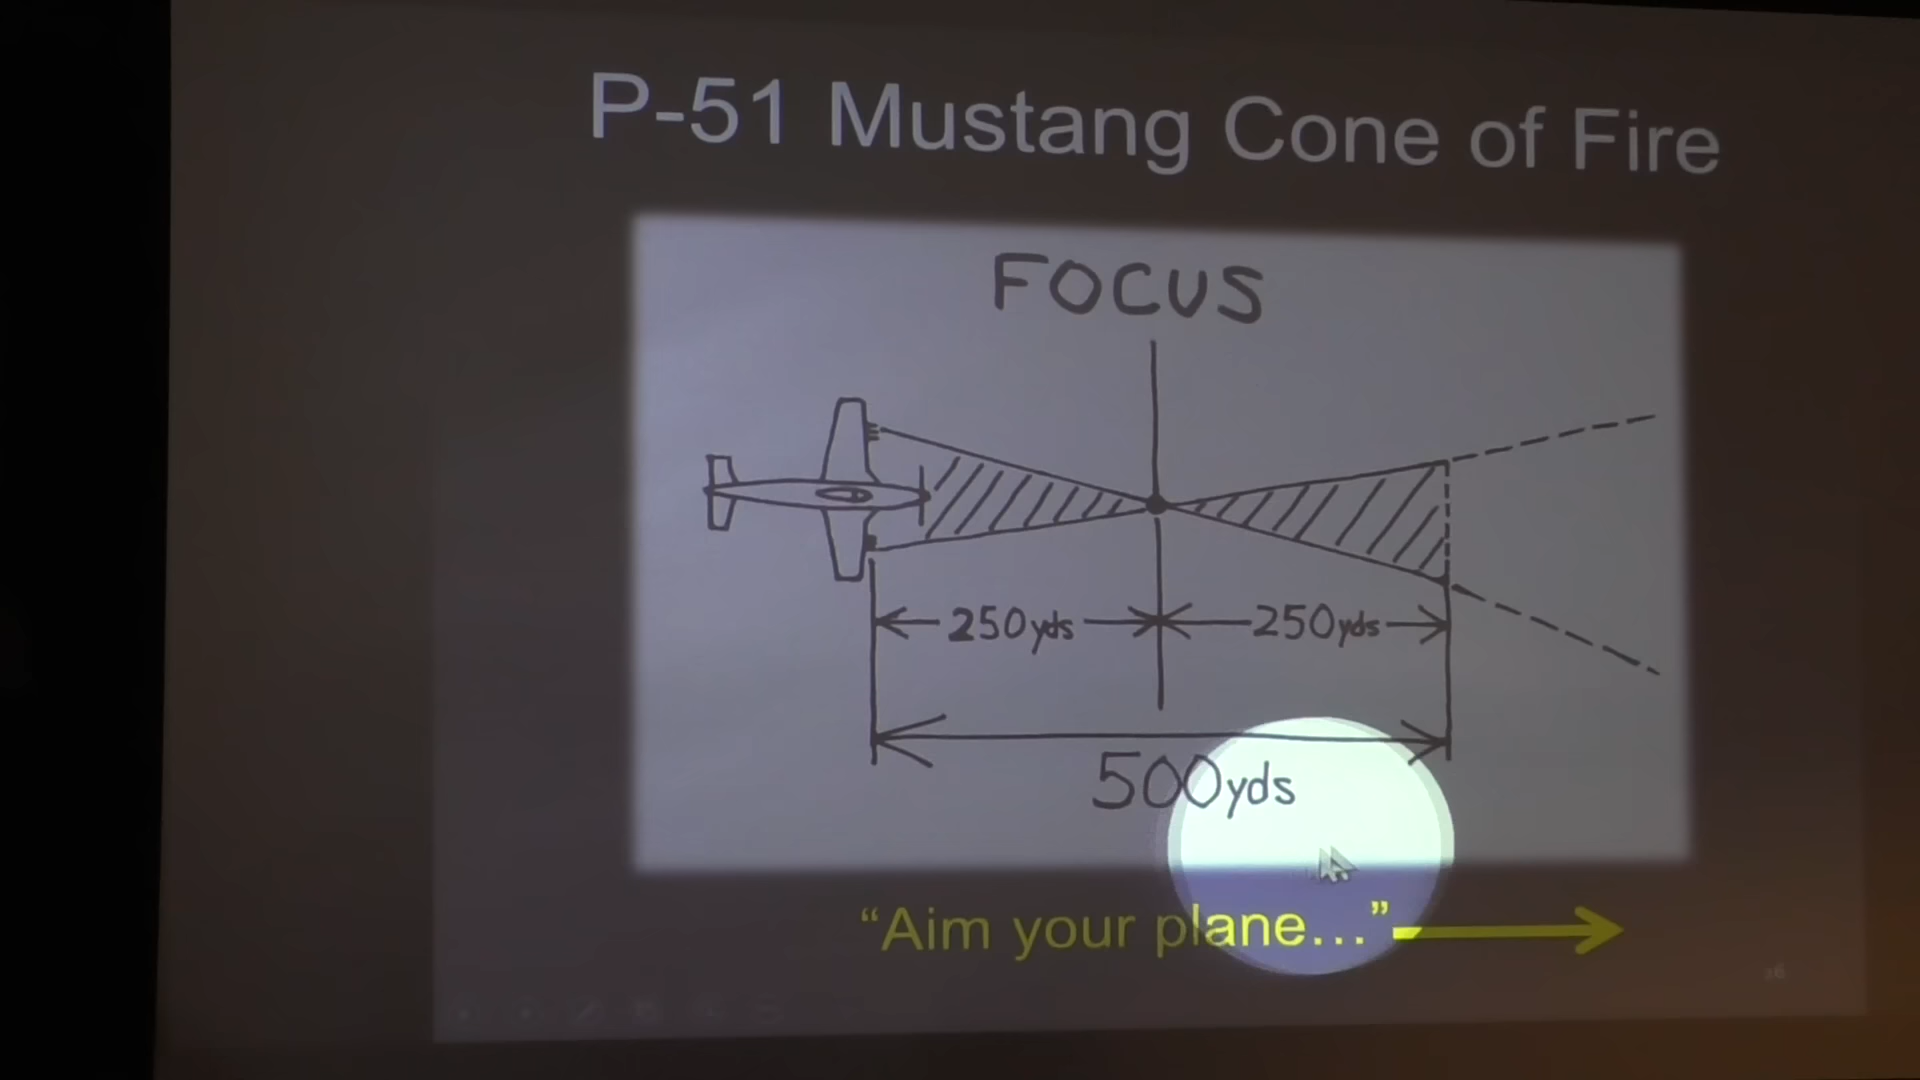 P-51 Mustang Cone of Fire
FOCUS
250yds 250yds
500yds
“Aim your plane...”